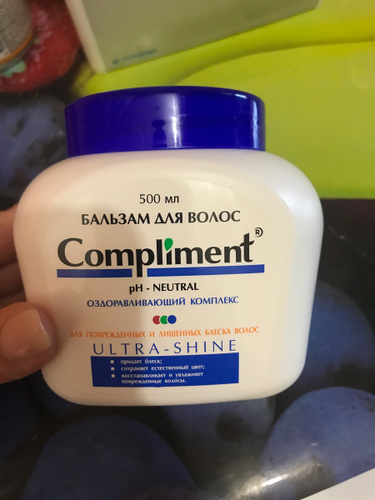 500 мл
БАЛЬЗАМ ДЛЯ ВОЛОС
Compliment®
pH - NEUTRAL
ОЗДОРАВЛИВАЮЩИЙ КОМПЛЕКС
ДЛЯ ПОВРЕЖДЕННЫХ И ЛИШЕННЫХ БЛЕСКА ВОЛОС
ULTRA-SHINE
придает блеск;
сохраняет естественный цвет;
восстанавливает и увлажняет
поврежденные волосы.